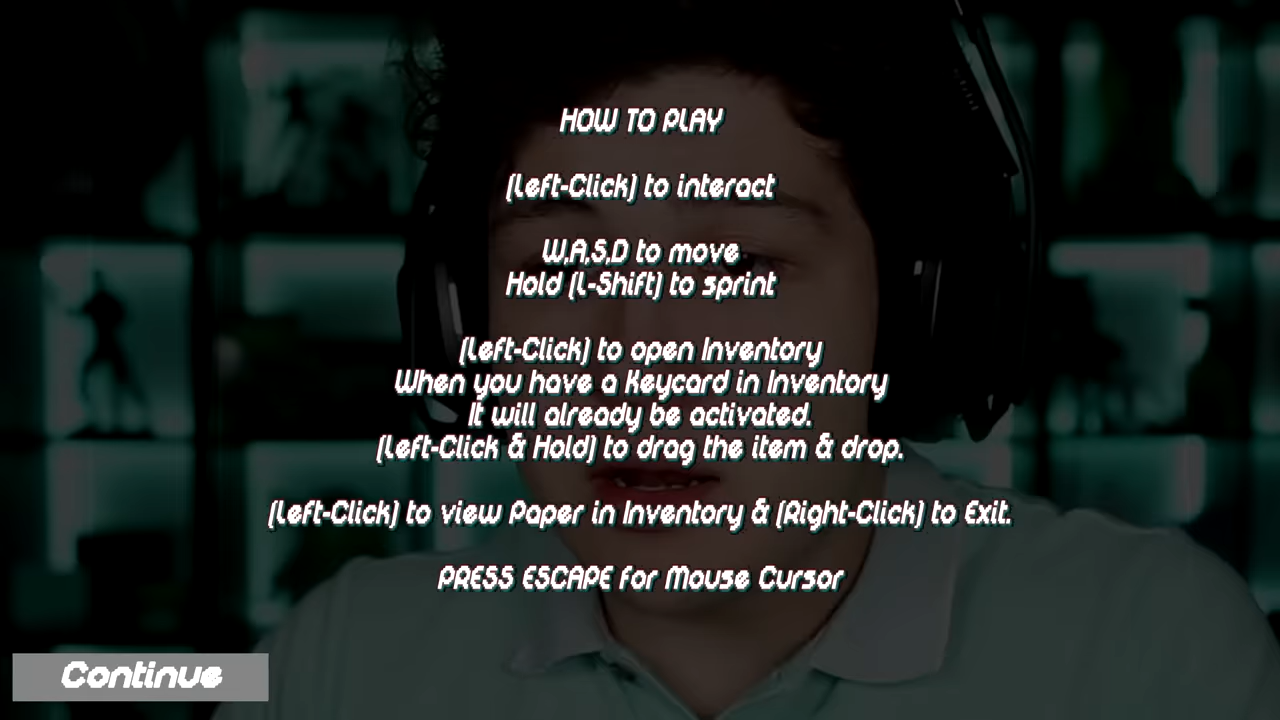 HOW TO PLAY
(Left-Click) to interact
W,A,S,D to move
Hold (L-Shift) to sprint
(Left-Click) to open Inventory
When you have a Keycard in Inventory
It will already be activated.
(Left-Click & Hold) to drag the item & drop.
(Left-Click) to view Paper in Inventory & (Right-Click) to Exit.
PRESS ESCAPE for Mouse Cursor
Continue